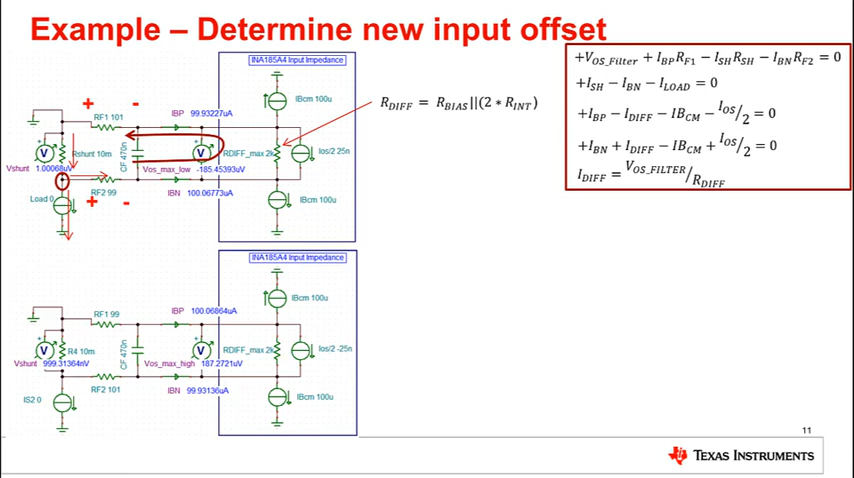 Example – Determine new input offset
INA185A4 Input Impedance
IBcm 100u
RF1 101
IBP 99.93227uA
+ -
Rshunt 10m
CF 470n
V
V
RDIFF_max 2k
Ios/2 25n
Vshunt 1.00068uV
Vos_max_low -185.45393uV
Load 0
RF2 99
IBN 100.06773uA
+ -
IBcm 100u
R_DIFF = R_BIAS||(2 * R_INT)
+V_OS_Filter + I_BP R_F1 − I_SH R_SH − I_BN R_F2 = 0
+I_SH − I_BN − I_LOAD = 0
+I_BP − I_DIFF − IB_CM − I_OS/2 = 0
+I_BN + I_DIFF − IB_CM + I_OS/2 = 0
I_DIFF = V_OS_FILTER/R_DIFF
INA185A4 Input Impedance
IBcm 100u
RF1 99
IBP 100.06864uA
R4 10m
CF 470n
V
V
RDIFF_max 2k
Ios/2 -25n
Vshunt 999.31364nV
Vos_max_high 187.2721uV
IS2 0
RF2 101
IBN 99.93136uA
IBcm 100u
11
TEXAS INSTRUMENTS